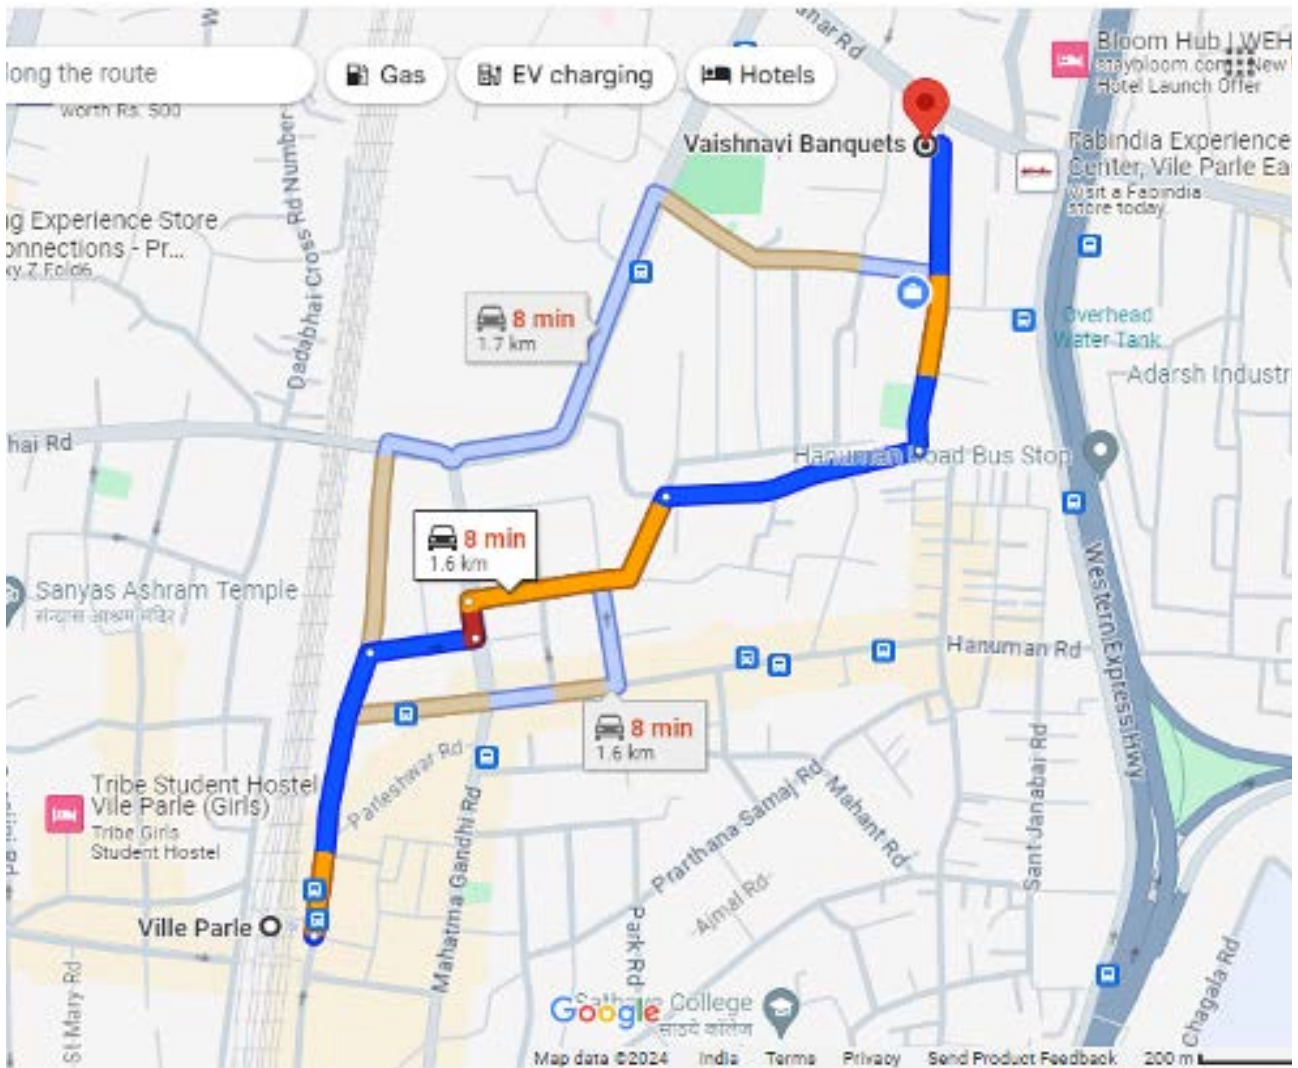 ahar Rd
long the route
Gas
EV charging
Hotels
Bloom Hub | WEH
staybloom.com New
Hotel Launch Offer
worth Rs. 500
Vaishnavi Banquets
Fabindia Experience
Center, Vile Parle Ea
Visit a Fabindia
store today
Dadabhai Cross Rd Number
ng Experience Store
onnections - Pr...
xy Z Fold6
8 min
1.7 km
Overhead
Water Tank
Adarsh Industr
hai Rd
Hanuman Road Bus Stop
8 min
1.6 km
Sanyas Ashram Temple
संन्यास आश्रम मंदिर
Hanuman Rd
Western Express Hwy
8 min
1.6 km
Parleshwar Rd
Tribe Student Hostel
Vile Parle (Girls)
Tribe Girls
Student Hostel
Mahatma Gandhi Rd
Prarthana Samaj Rd
Mahant Rd
Sant Janabai Rd
Ajmal Rd
Park Rd
Ville Parle
St Mary Rd
Chagala Rd
Google
Sathaye College
साठये कॉलेज
Map data ©2024 India Terms Privacy Send Product Feedback 200 m